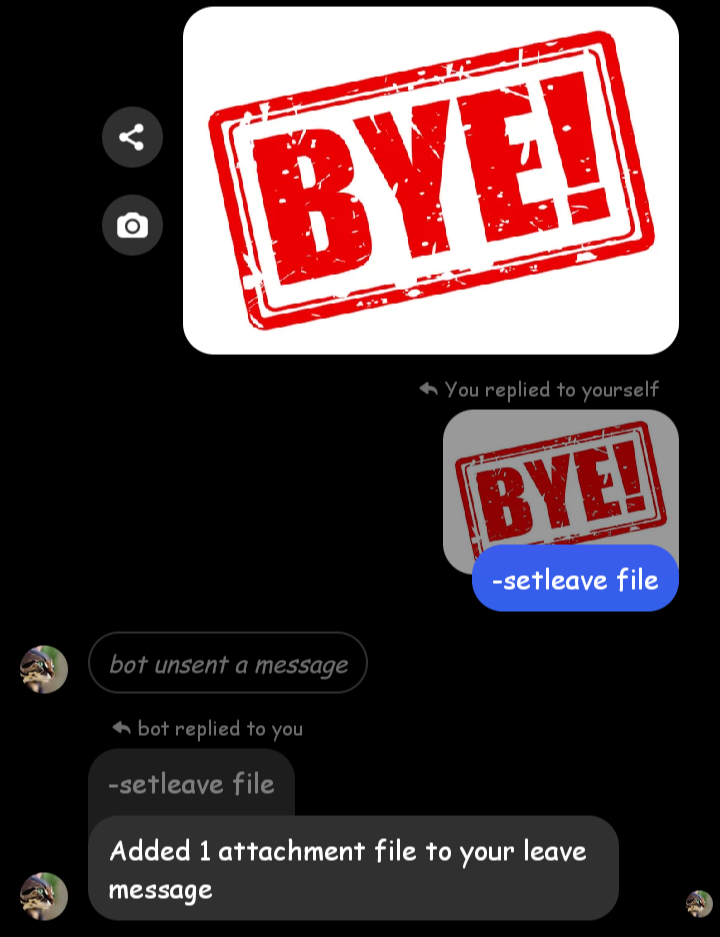 BYE!
You replied to yourself
BYE!
-setleave file
bot unsent a message
bot replied to you
-setleave file
Added 1 attachment file to your leave
message